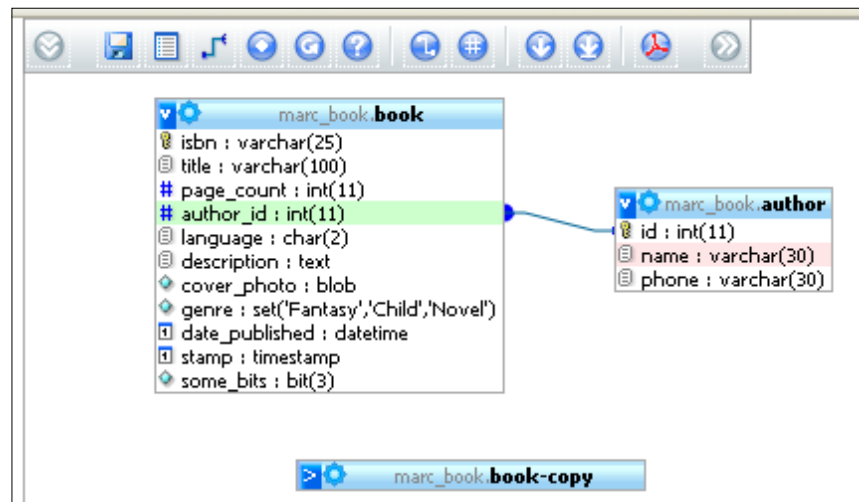 marc_book.book
isbn : varchar(25)
title : varchar(100)
page_count : int(11)
author_id : int(11)
language : char(2)
description : text
cover_photo : blob
genre : set('Fantasy','Child','Novel')
date_published : datetime
stamp : timestamp
some_bits : bit(3)
marc_book.author
id : int(11)
name : varchar(30)
phone : varchar(30)
marc_book.book-copy